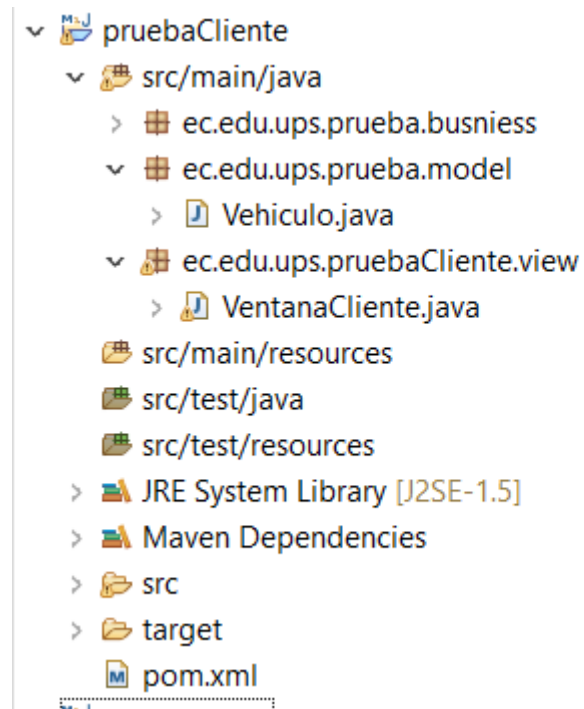 pruebaCliente
src/main/java
ec.edu.ups.prueba.busniess
ec.edu.ups.prueba.model
Vehiculo.java
ec.edu.ups.pruebaCliente.view
VentanaCliente.java
src/main/resources
src/test/java
src/test/resources
JRE System Library [J2SE-1.5]
Maven Dependencies
src
target
pom.xml